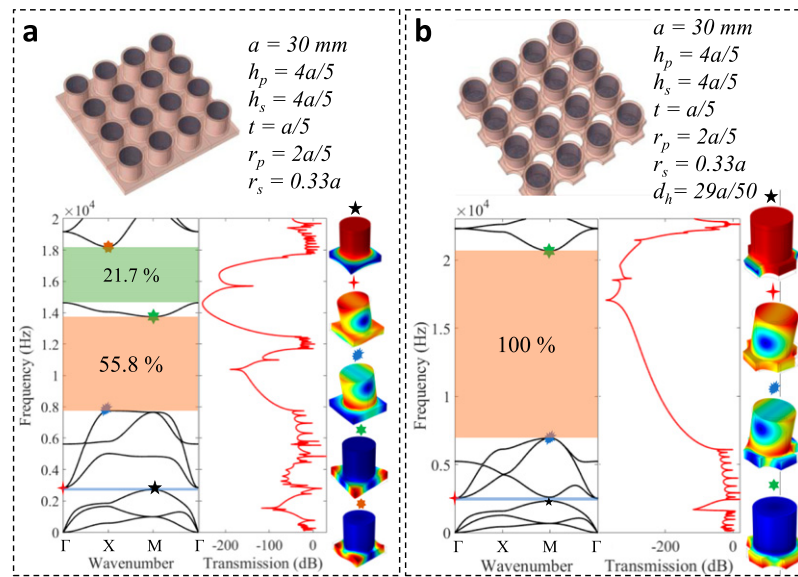 a
a = 30 mm
h_p = 4a/5
h_s = 4a/5
t = a/5
r_p = 2a/5
r_s = 0.33a
×10^4
Frequency (Hz)
2
1.8
1.6
1.4
1.2
1
0.8
0.6
0.4
0.2
0
21.7 %
55.8 %
Γ X M Γ
Wavenumber
-200 -100 0
Transmission (dB)
b
a = 30 mm
h_p = 4a/5
h_s = 4a/5
t = a/5
r_p = 2a/5
r_s = 0.33a
d_h= 29a/50
×10^4
Frequency (Hz)
2
1.5
1
0.5
0
100 %
Γ X M Γ
Wavenumber
-200 0
Transmission (dB)